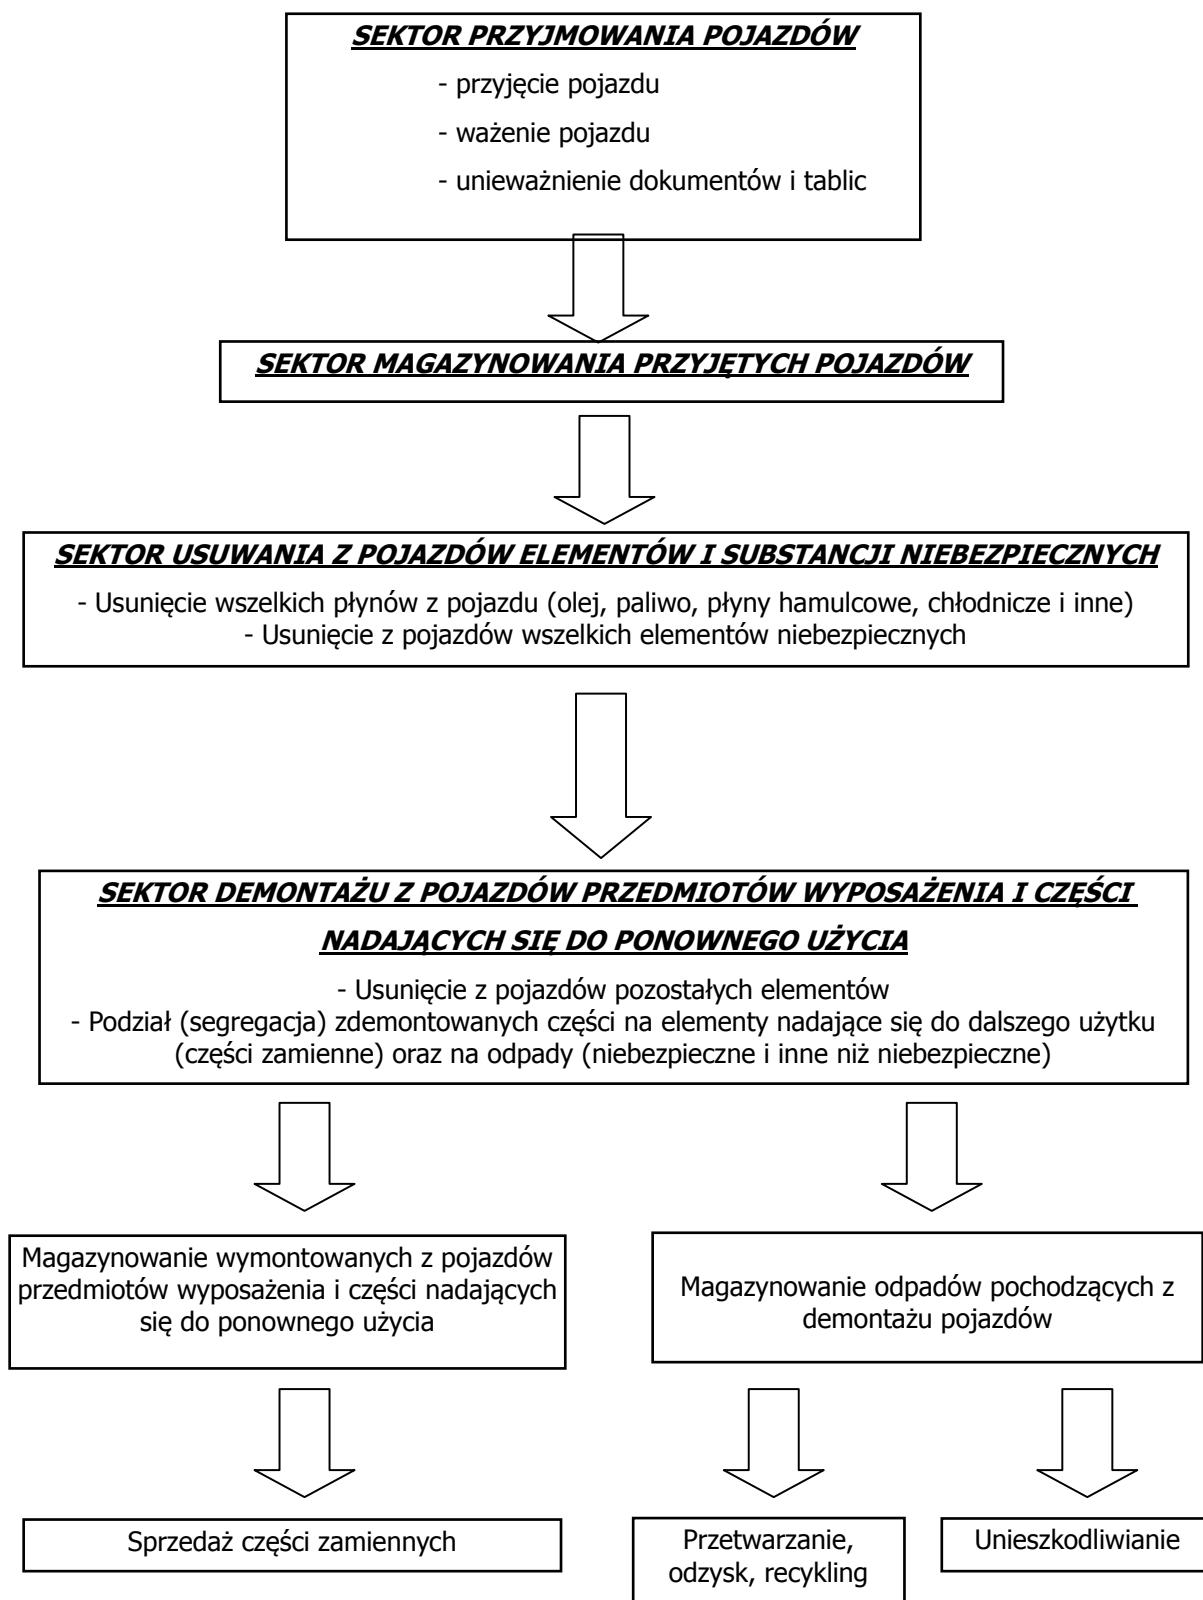 SEKTOR PRZYJMOWANIA POJAZDÓW
- przyjęcie pojazdu
- ważenie pojazdu
- unieważnienie dokumentów i tablic
SEKTOR MAGAZYNOWANIA PRZYJĘTYCH POJAZDÓW
SEKTOR USUWANIA Z POJAZDÓW ELEMENTÓW I SUBSTANCJI NIEBEZPIECZNYCH
- Usunięcie wszelkich płynów z pojazdu (olej, paliwo, płyny hamulcowe, chłodnicze i inne)
- Usunięcie z pojazdów wszelkich elementów niebezpiecznych
SEKTOR DEMONTAŻU Z POJAZDÓW PRZEDMIOTÓW WYPOSAŻENIA I CZĘŚCI
NADAJĄCYCH SIĘ DO PONOWNEGO UŻYCIA
- Usunięcie z pojazdów pozostałych elementów
- Podział (segregacja) zdemontowanych części na elementy nadające się do dalszego użytku
(części zamienne) oraz na odpady (niebezpieczne i inne niż niebezpieczne)
Magazynowanie wymontowanych z pojazdów
przedmiotów wyposażenia i części nadających
się do ponownego użycia
Magazynowanie odpadów pochodzących z
demontażu pojazdów
Sprzedaż części zamiennych
Przetwarzanie,
odzysk, recykling
Unieszkodliwianie